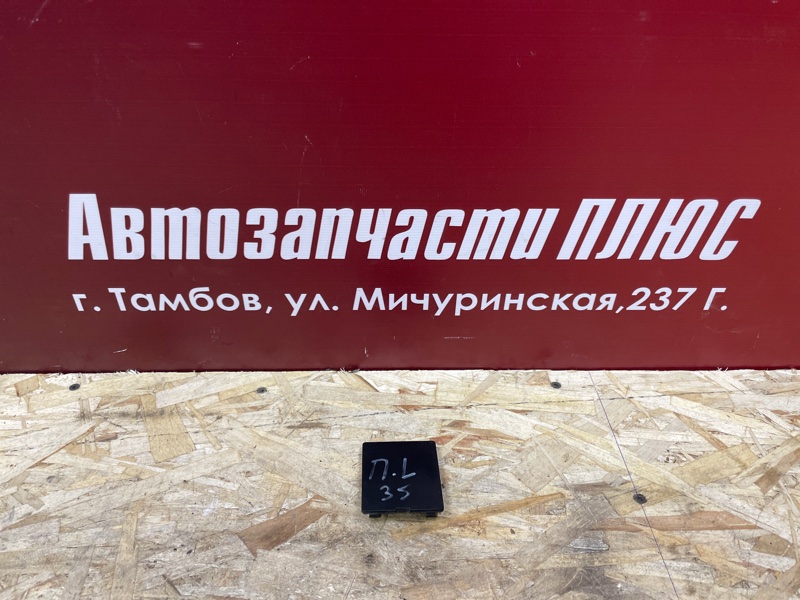 Автозапчасти ПЛЮС
г. Тамбов, ул. Мичуринская,237 Г.
П.L
35